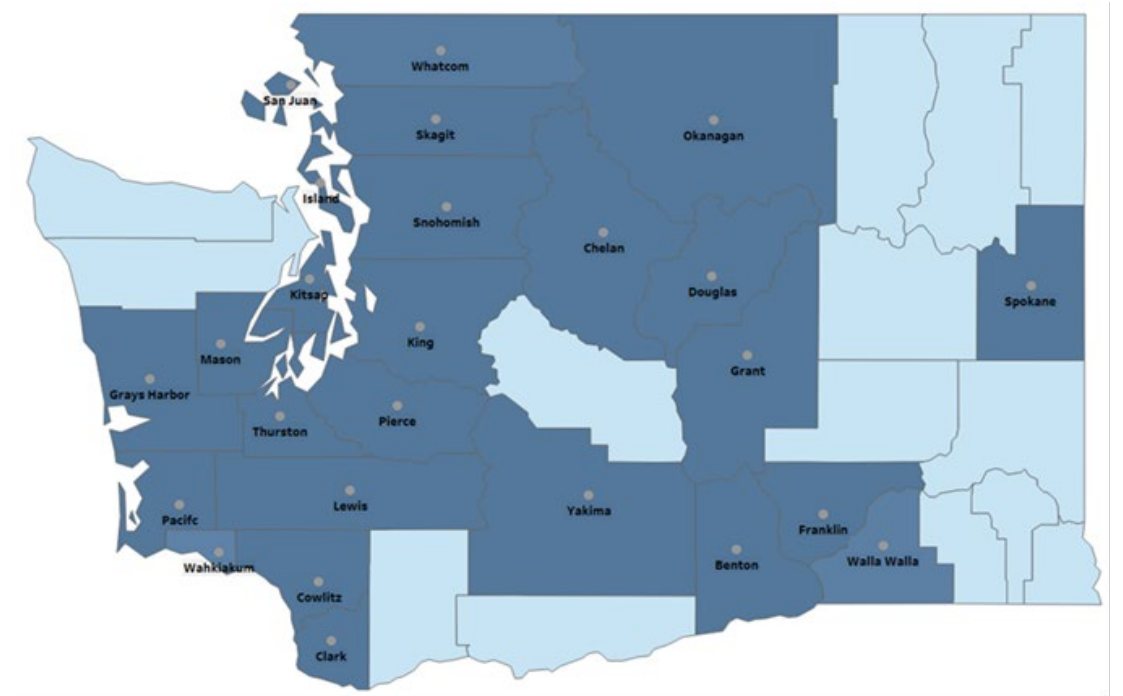 Whatcom
San Juan
Skagit
Okanagan
Island
Snohomish
Chelan
Kitsap
Douglas
Spokane
King
Mason
Grant
Grays Harbor
Pierce
Thurston
Lewis
Yakima
Pacifc
Franklin
Walla Walla
Wahkiakum
Benton
Cowlitz
Clark